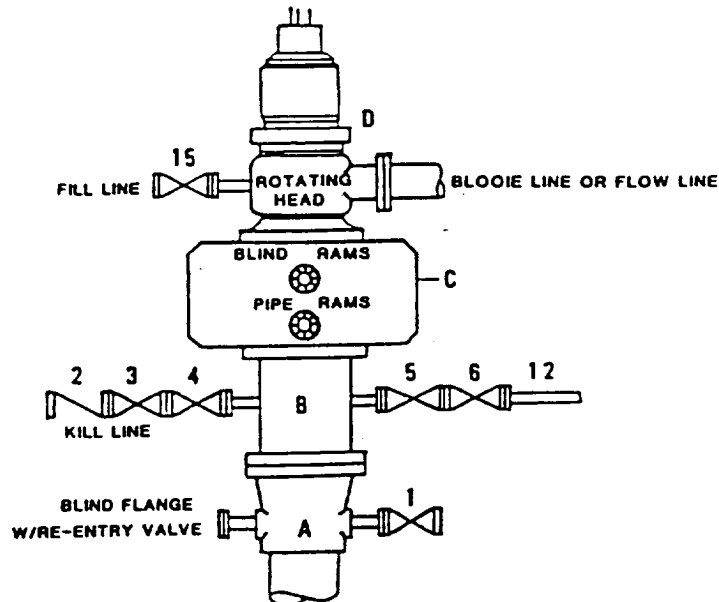 D
15
FILL LINE
ROTATING
HEAD
BLOOIE LINE OR FLOW LINE
BLIND RAMS
C
PIPE RAMS
2 3 4 5 6 12
B
KILL LINE
BLIND FLANGE
W/RE-ENTRY VALVE
A
1